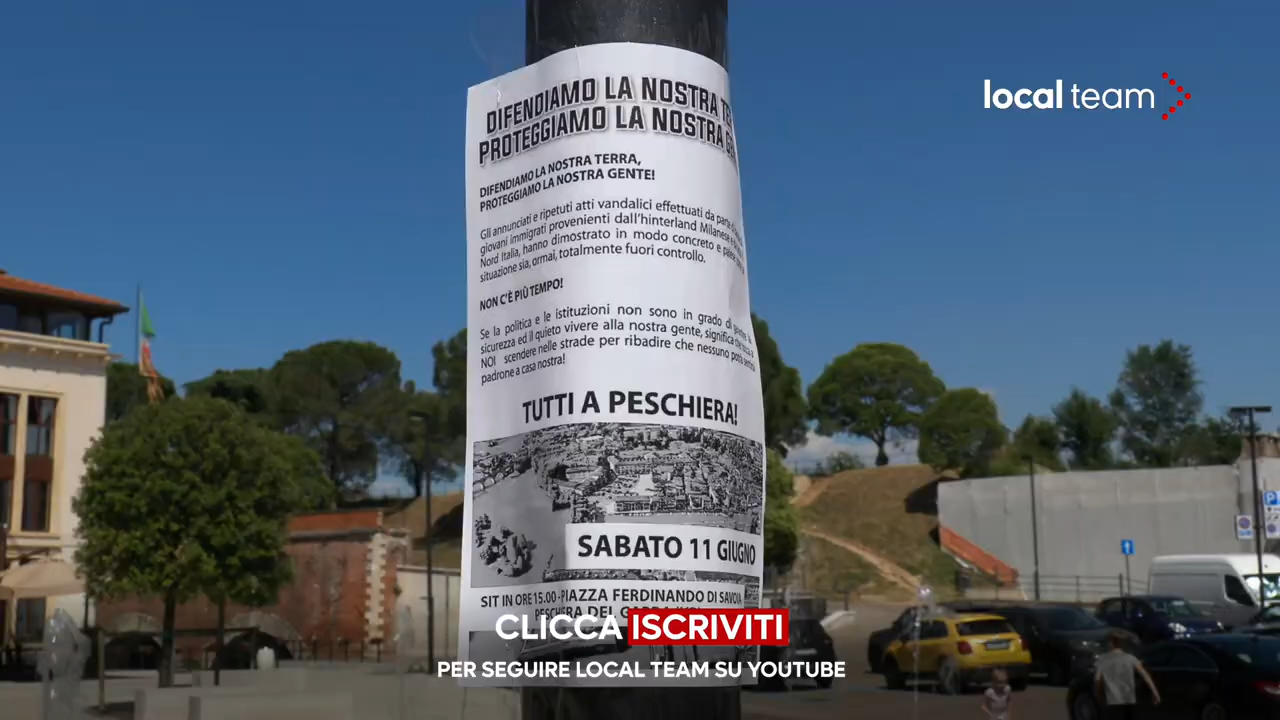 local team
DIFENDIAMO LA NOSTRA
PROTEGGIAMO LA NOSTRA
DIFENDIAMO LA NOSTRA TERRA,
PROTEGGIAMO LA NOSTRA GENTE!
Gli annunciati e ripetuti atti vandalici effettuati da parte
giovani immigrati provenienti dall'hinterland Milanese e
Nord Italia, hanno dimostrato in modo concreto e
situazione sia, ormai, totalmente fuori controllo.
NON C'È PIÙ TEMPO!
Se la politica e le istituzioni non sono in grado di
sicurezza ed il quieto vivere alla nostra gente, significa che
NOI scendere nelle strade per ribadire che nessuno potrà
padrone a casa nostra!
TUTTI A PESCHIERA!
SABATO 11 GIUGNO
SIT IN ORE 15.00 - PIAZZA FERDINANDO DI SAVOIA
CLICCA ISCRIVITI
PER SEGUIRE LOCAL TEAM SU YOUTUBE
P